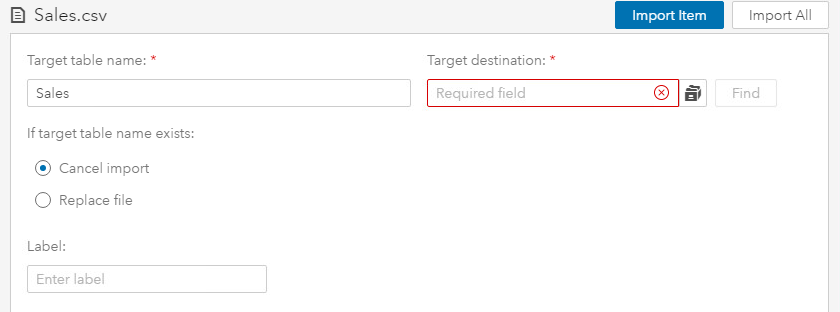 Sales.csv
Import Item
Import All
Target table name: *
Target destination: *
Sales
Required field
Find
If target table name exists:
Cancel import
Replace file
Label:
Enter label